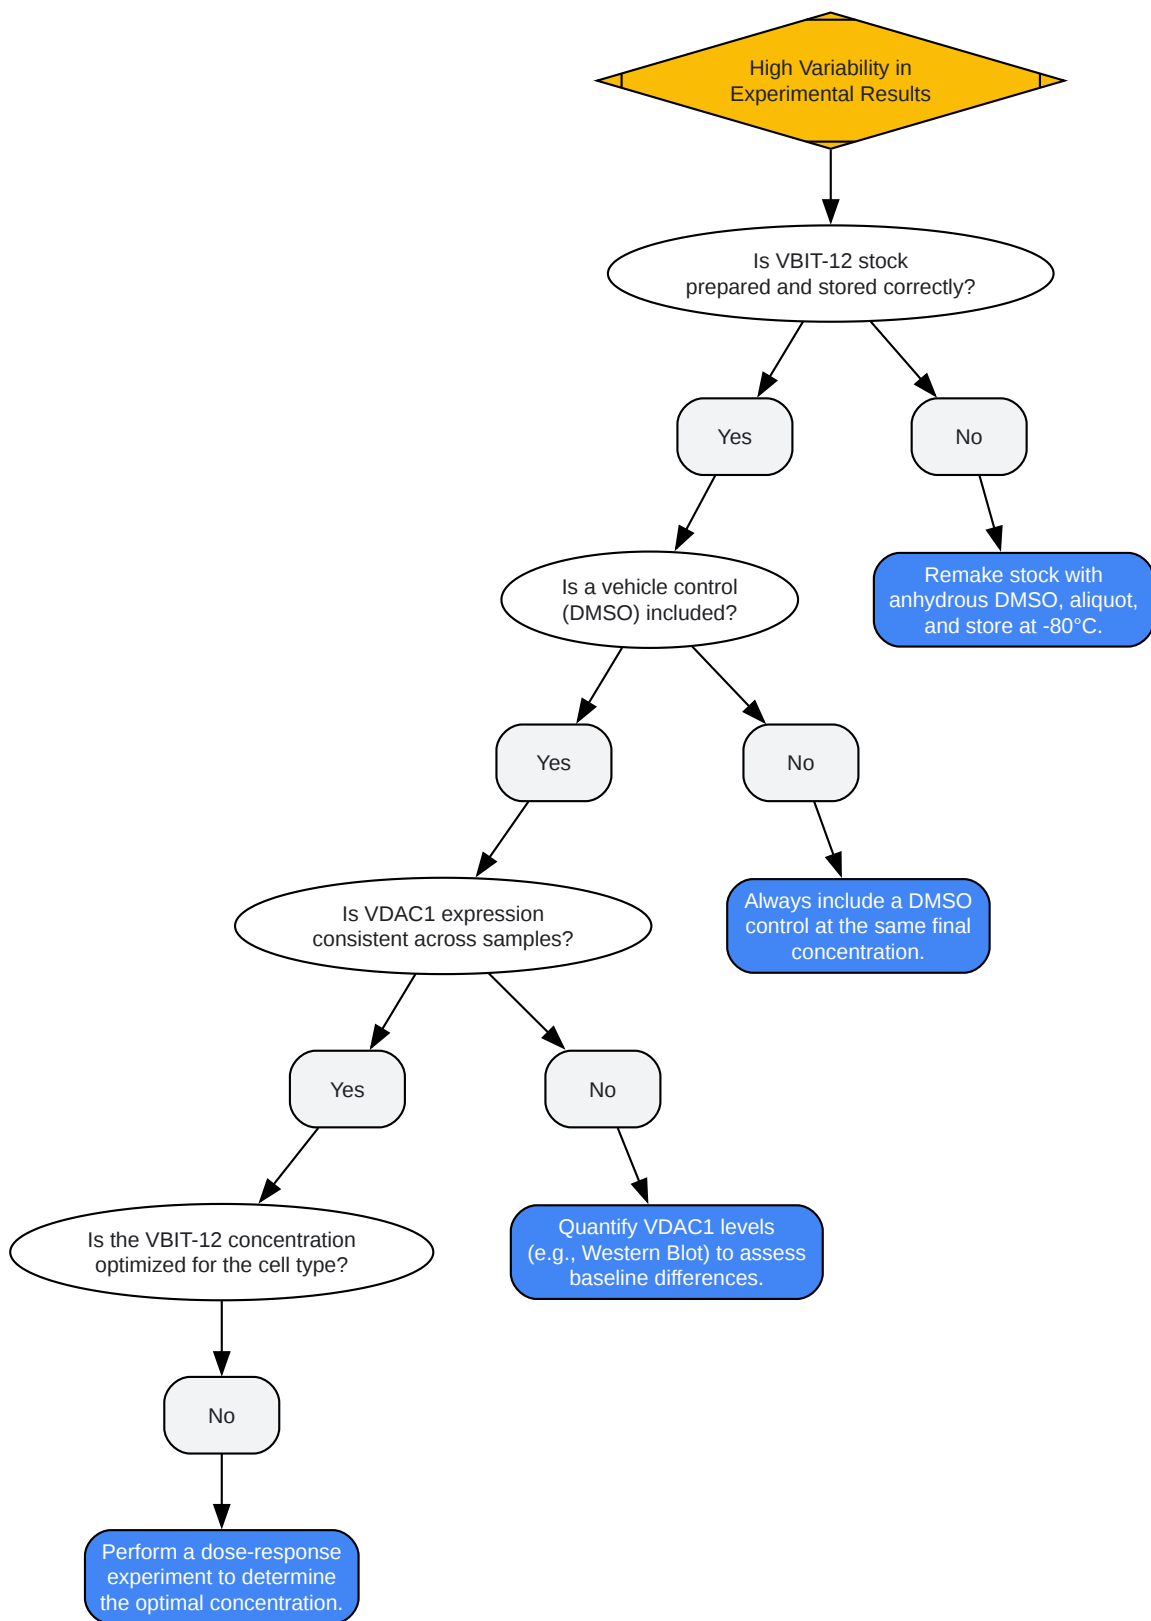 High Variability in
Experimental Results
Is VBIT-12 stock
prepared and stored correctly?
Yes
No
Is a vehicle control
(DMSO) included?
Remake stock with
anhydrous DMSO, aliquot,
and store at -80°C.
Yes
No
Is VDAC1 expression
consistent across samples?
Always include a DMSO
control at the same final
concentration.
Yes
No
Is the VBIT-12 concentration
optimized for the cell type?
Quantify VDAC1 levels
(e.g., Western Blot) to assess
baseline differences.
No
Perform a dose-response
experiment to determine
the optimal concentration.